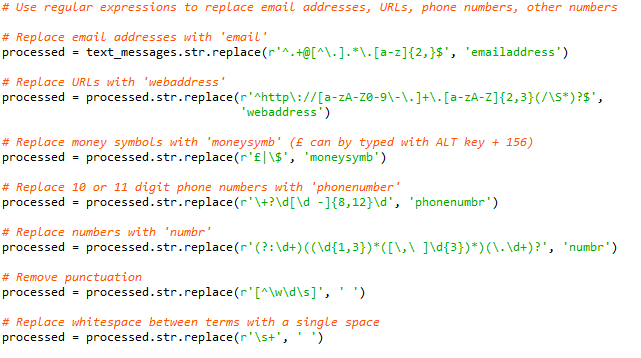 # Use regular expressions to replace email addresses, URLs, phone numbers, other numbers
# Replace email addresses with 'email'
processed = text_messages.str.replace(r'^.+@[^\.].*\.[a-z]{2,}$', 'emailaddress')
# Replace URLs with 'webaddress'
processed = processed.str.replace(r'^http\://[a-zA-Z0-9\-\.]+\.[a-zA-Z]{2,3}(/\S*)?$',
'webaddress')
# Replace money symbols with 'moneysymb' (£ can by typed with ALT key + 156)
processed = processed.str.replace(r'£|\$', 'moneysymb')
# Replace 10 or 11 digit phone numbers with 'phonenumber'
processed = processed.str.replace(r'\+?\d[\d -]{8,12}\d', 'phonenumbr')
# Replace numbers with 'numbr'
processed = processed.str.replace(r'(?:\d+)((\d{1,3})*([\,\ ]\d{3})*)(\.\d+)?', 'numbr')
# Remove punctuation
processed = processed.str.replace(r'[^\w\d\s]', ' ')
# Replace whitespace between terms with a single space
processed = processed.str.replace(r'\s+', ' ')